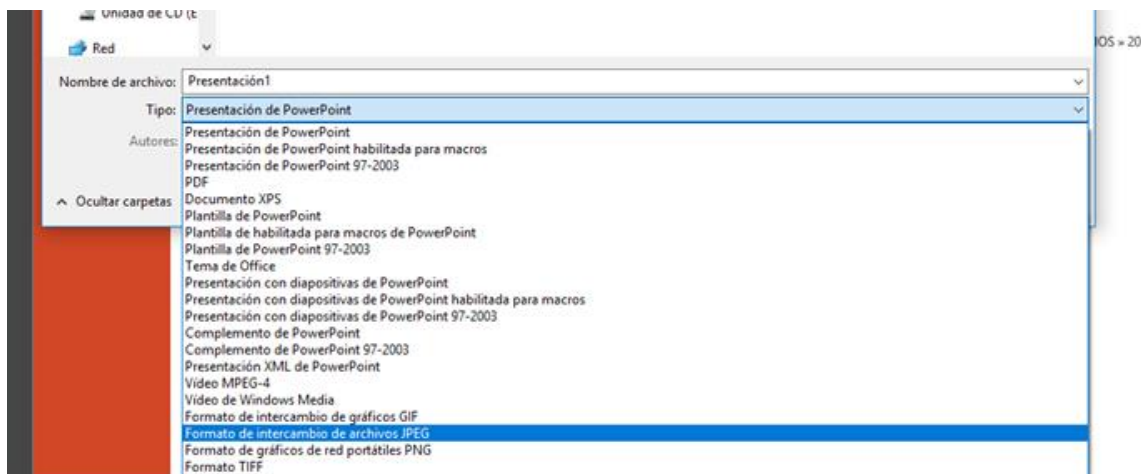 Unidad de CD (E
Red
IOS » 20
Nombre de archivo: Presentación1
Tipo: Presentación de PowerPoint
Autores:
Presentación de PowerPoint
Presentación de PowerPoint habilitada para macros
Presentación de PowerPoint 97-2003
PDF
Ocultar carpetas
Documento XPS
Plantilla de PowerPoint
Plantilla de habilitada para macros de PowerPoint
Plantilla de PowerPoint 97-2003
Tema de Office
Presentación con diapositivas de PowerPoint
Presentación con diapositivas de PowerPoint habilitada para macros
Presentación con diapositivas de PowerPoint 97-2003
Complemento de PowerPoint
Complemento de PowerPoint 97-2003
Presentación XML de PowerPoint
Vídeo MPEG-4
Vídeo de Windows Media
Formato de intercambio de gráficos GIF
Formato de intercambio de archivos JPEG
Formato de gráficos de red portátiles PNG
Formato TIFF